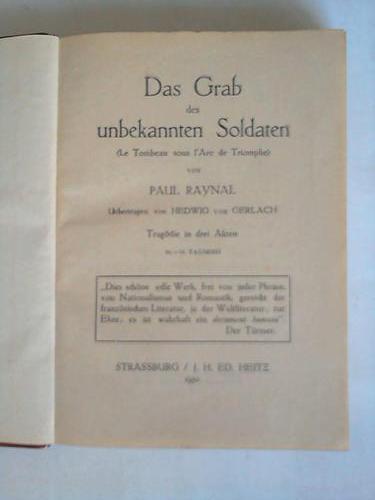 Das Grab
des
unbekannten Soldaten
(Le Tombeau sous l'Arc de Triomphe)
von
PAUL RAYNAL
Uebertragen von HEDWIG von GERLACH
Tragödie in drei Akten
TAUSEND
„Dies schöne edle Werk, frei von jeder Phrase,
von Nationalismus und Romantik, gereicht der
französischen Literatur, ja der Weltliteratur, zur
Ehre, es ist wahrhaft ein document humain".
Der Türmer.
STRASSBURG / J. H. ED. HEITZ